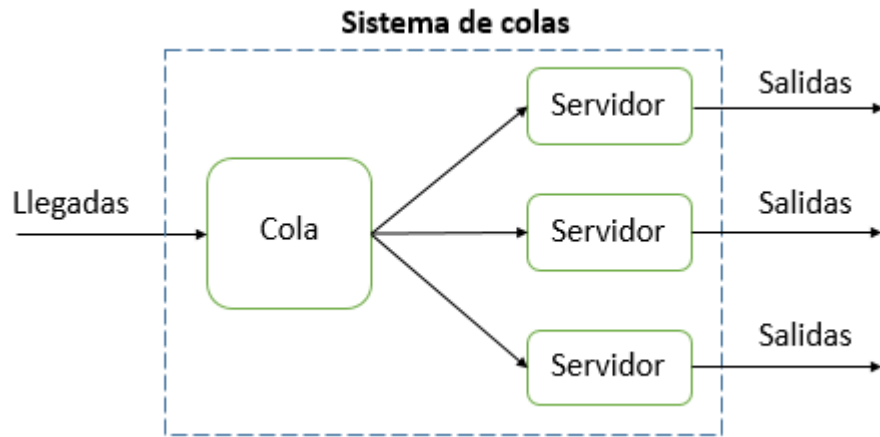 Sistema de colas
Servidor
Salidas
Llegadas
Cola
Servidor
Salidas
Servidor
Salidas